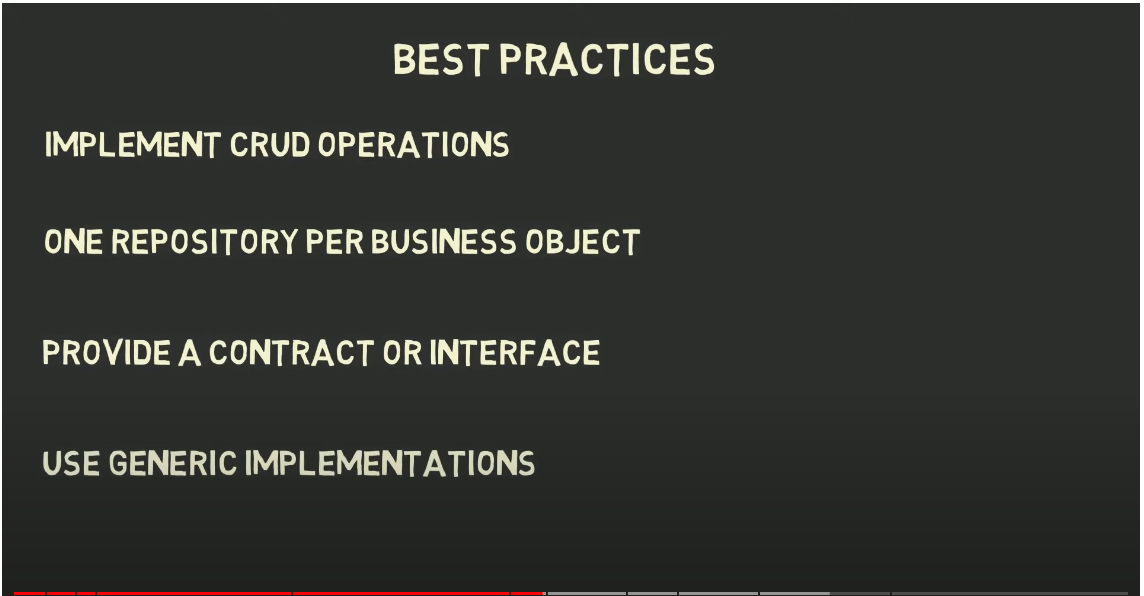 BEST PRACTICES
IMPLEMENT CRUD OPERATIONS
ONE REPOSITORY PER BUSINESS OBJECT
PROVIDE A CONTRACT OR INTERFACE
USE GENERIC IMPLEMENTATIONS